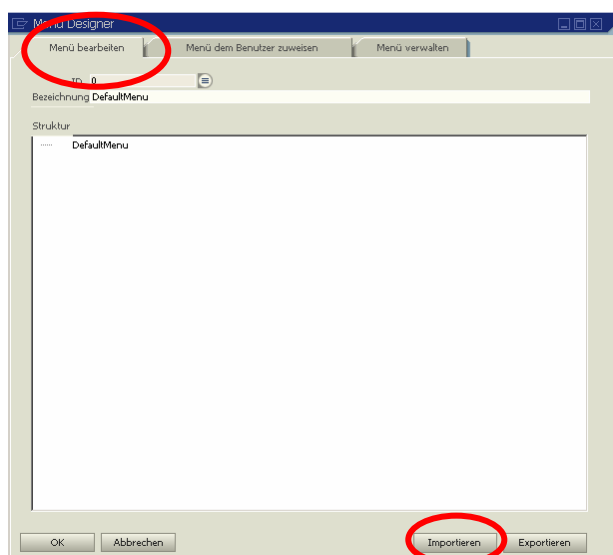 Menü Designer
Menü bearbeiten Menü dem Benutzer zuweisen Menü verwalten
ID 0
Bezeichnung DefaultMenu
Struktur
DefaultMenu
OK Abbrechen Importieren Exportieren